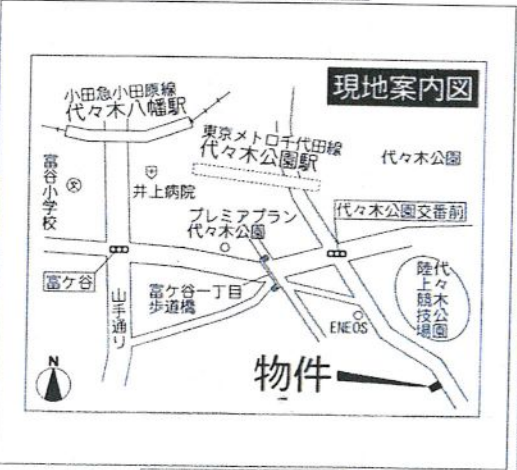 現地案内図
小田急小田原線
代々木八幡駅
東京メトロ千代田線
代々木公園駅
代々木公園
富谷小学校
文
井上病院
プレミアプラン
代々木公園
代々木公園交番前
富ケ谷
山手通り
富ケ谷一丁目
歩道橋
ENEOS
代々木公園
陸上競技場
N
物件